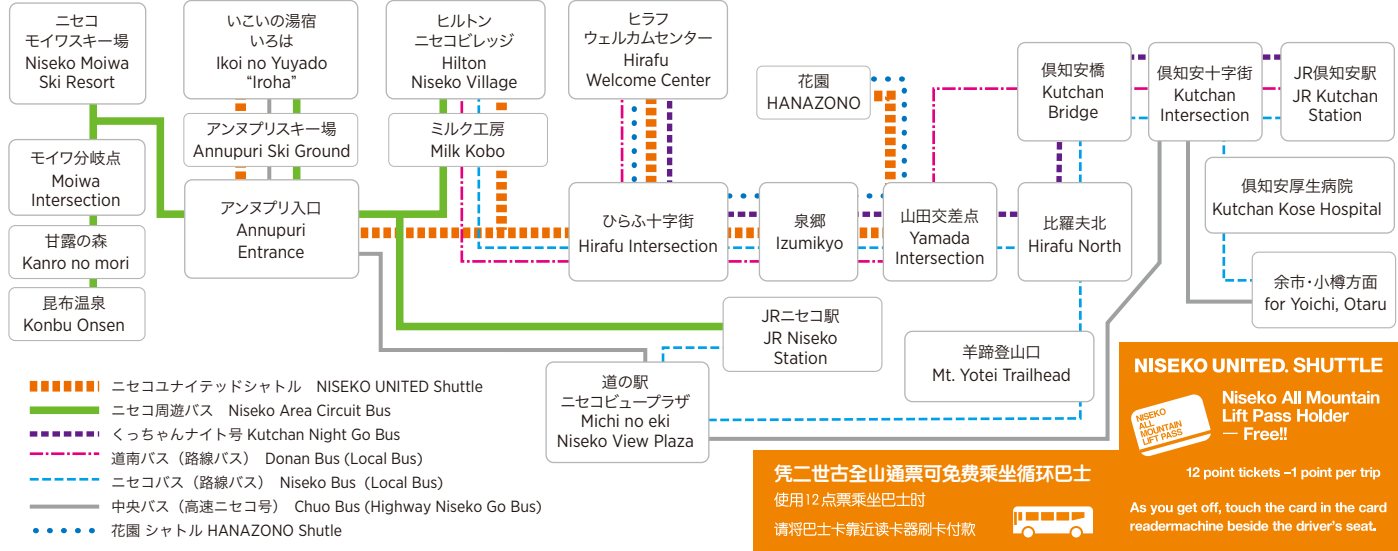 ニセコ
モイワスキー場
Niseko Moiwa
Ski Resort
いこいの湯宿
いろは
Ikoi no Yuyado
“Iroha”
ヒルトン
ニセコビレッジ
Hilton
Niseko Village
ヒラフ
ウェルカムセンター
Hirafu
Welcome Center
花園
HANAZONO
倶知安橋
Kutchan
Bridge
倶知安十字街
Kutchan
Intersection
JR倶知安駅
JR Kutchan
Station
アンヌプリスキー場
Annupuri Ski Ground
ミルク工房
Milk Kobo
モイワ分岐点
Moiwa
Intersection
アンヌプリ入口
Annupuri
Entrance
ひらふ十字街
Hirafu Intersection
泉郷
Izumikyo
山田交差点
Yamada
Intersection
比羅夫北
Hirafu North
倶知安厚生病院
Kutchan Kose Hospital
甘露の森
Kanro no mori
昆布温泉
Konbu Onsen
余市・小樽方面
for Yoichi, Otaru
JRニセコ駅
JR Niseko
Station
羊蹄登山口
Mt. Yotei Trailhead
道の駅
ニセコビュープラザ
Michi no eki
Niseko View Plaza
ニセコユナイテッドシャトル NISEKO UNITED Shuttle
ニセコ周遊バス Niseko Area Circuit Bus
くっちゃんナイト号 Kutchan Night Go Bus
道南バス（路線バス） Donan Bus (Local Bus)
ニセコバス（路線バス） Niseko Bus (Local Bus)
中央バス（高速ニセコ号） Chuo Bus (Highway Niseko Go Bus)
花園 シャトル HANAZONO Shutle
NISEKO UNITED. SHUTTLE
NISEKO
ALL
MOUNTAIN
LIFT PASS
Niseko All Mountain
Lift Pass Holder
— Free!!
12 point tickets –1 point per trip
As you get off, touch the card in the card
readermachine beside the driver's seat.
凭二世古全山通票可免费乘坐循环巴士
使用12点票乘坐巴士时
请将巴士卡靠近读卡器刷卡付款